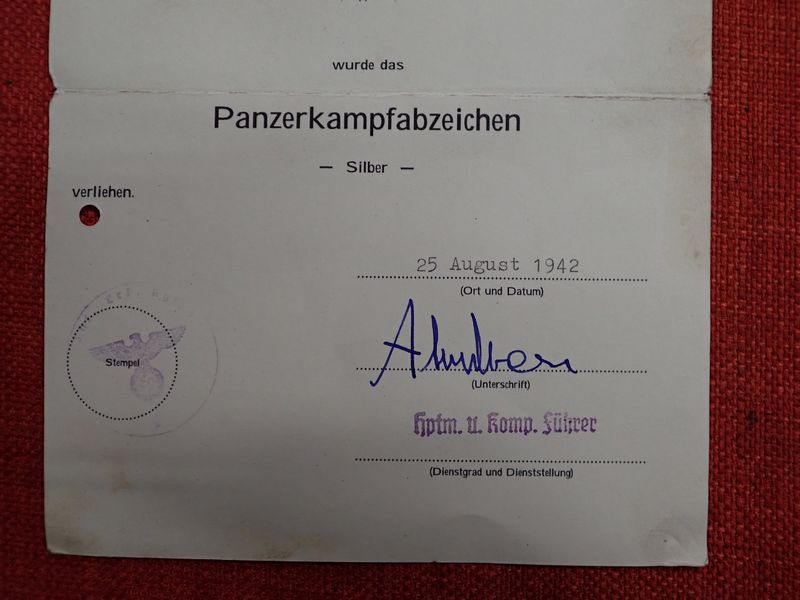 wurde das
Panzerkampfabzeichen
— Silber —
verliehen.
25 August 1942
(Ort und Datum)
Stempel
(Unterschrift)
Hptm. u. Komp. Führer
(Dienstgrad und Dienststellung)